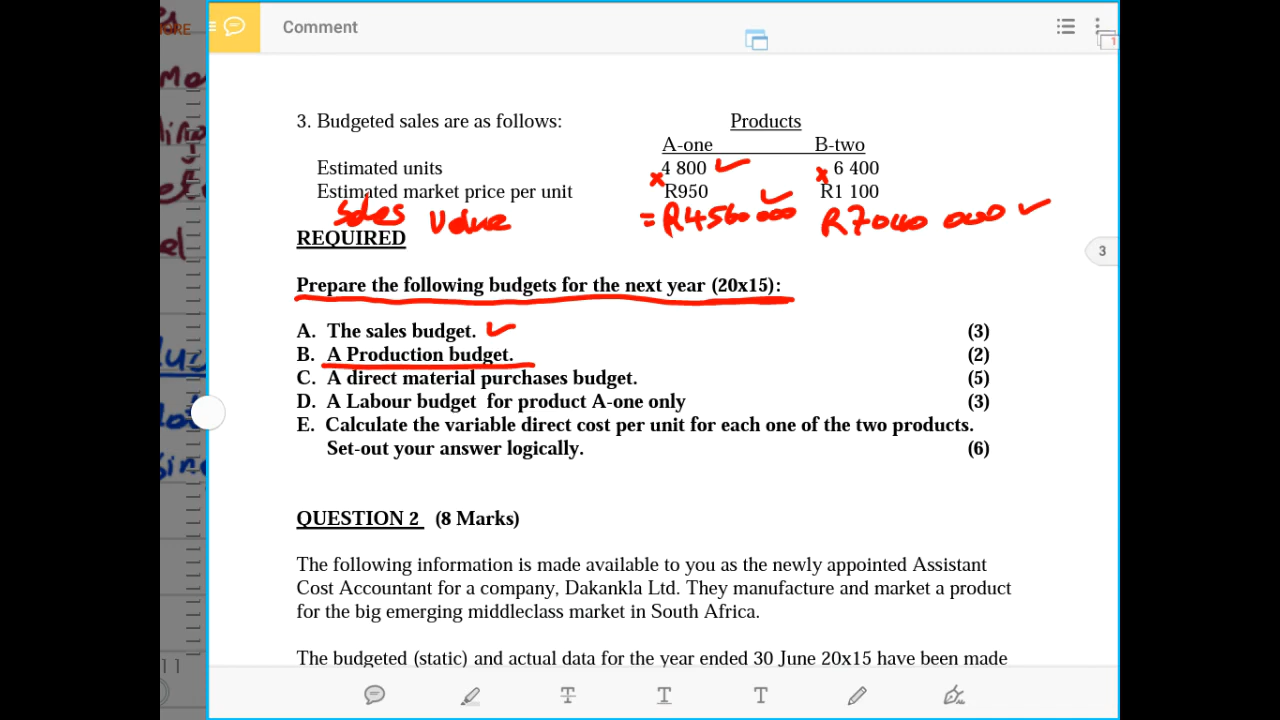 Comment
3. Budgeted sales are as follows: Products
A-one B-two
Estimated units 4 800 6 400
Estimated market price per unit R950 R1 100
Sales Value = R4560 000 R7040 000
REQUIRED
Prepare the following budgets for the next year (20x15):
A. The sales budget. (3)
B. A Production budget. (2)
C. A direct material purchases budget. (5)
D. A Labour budget for product A-one only (3)
E. Calculate the variable direct cost per unit for each one of the two products.
Set-out your answer logically. (6)
QUESTION 2 (8 Marks)
The following information is made available to you as the newly appointed Assistant
Cost Accountant for a company, Dakankla Ltd. They manufacture and market a product
for the big emerging middleclass market in South Africa.
The budgeted (static) and actual data for the year ended 30 June 20x15 have been made
3